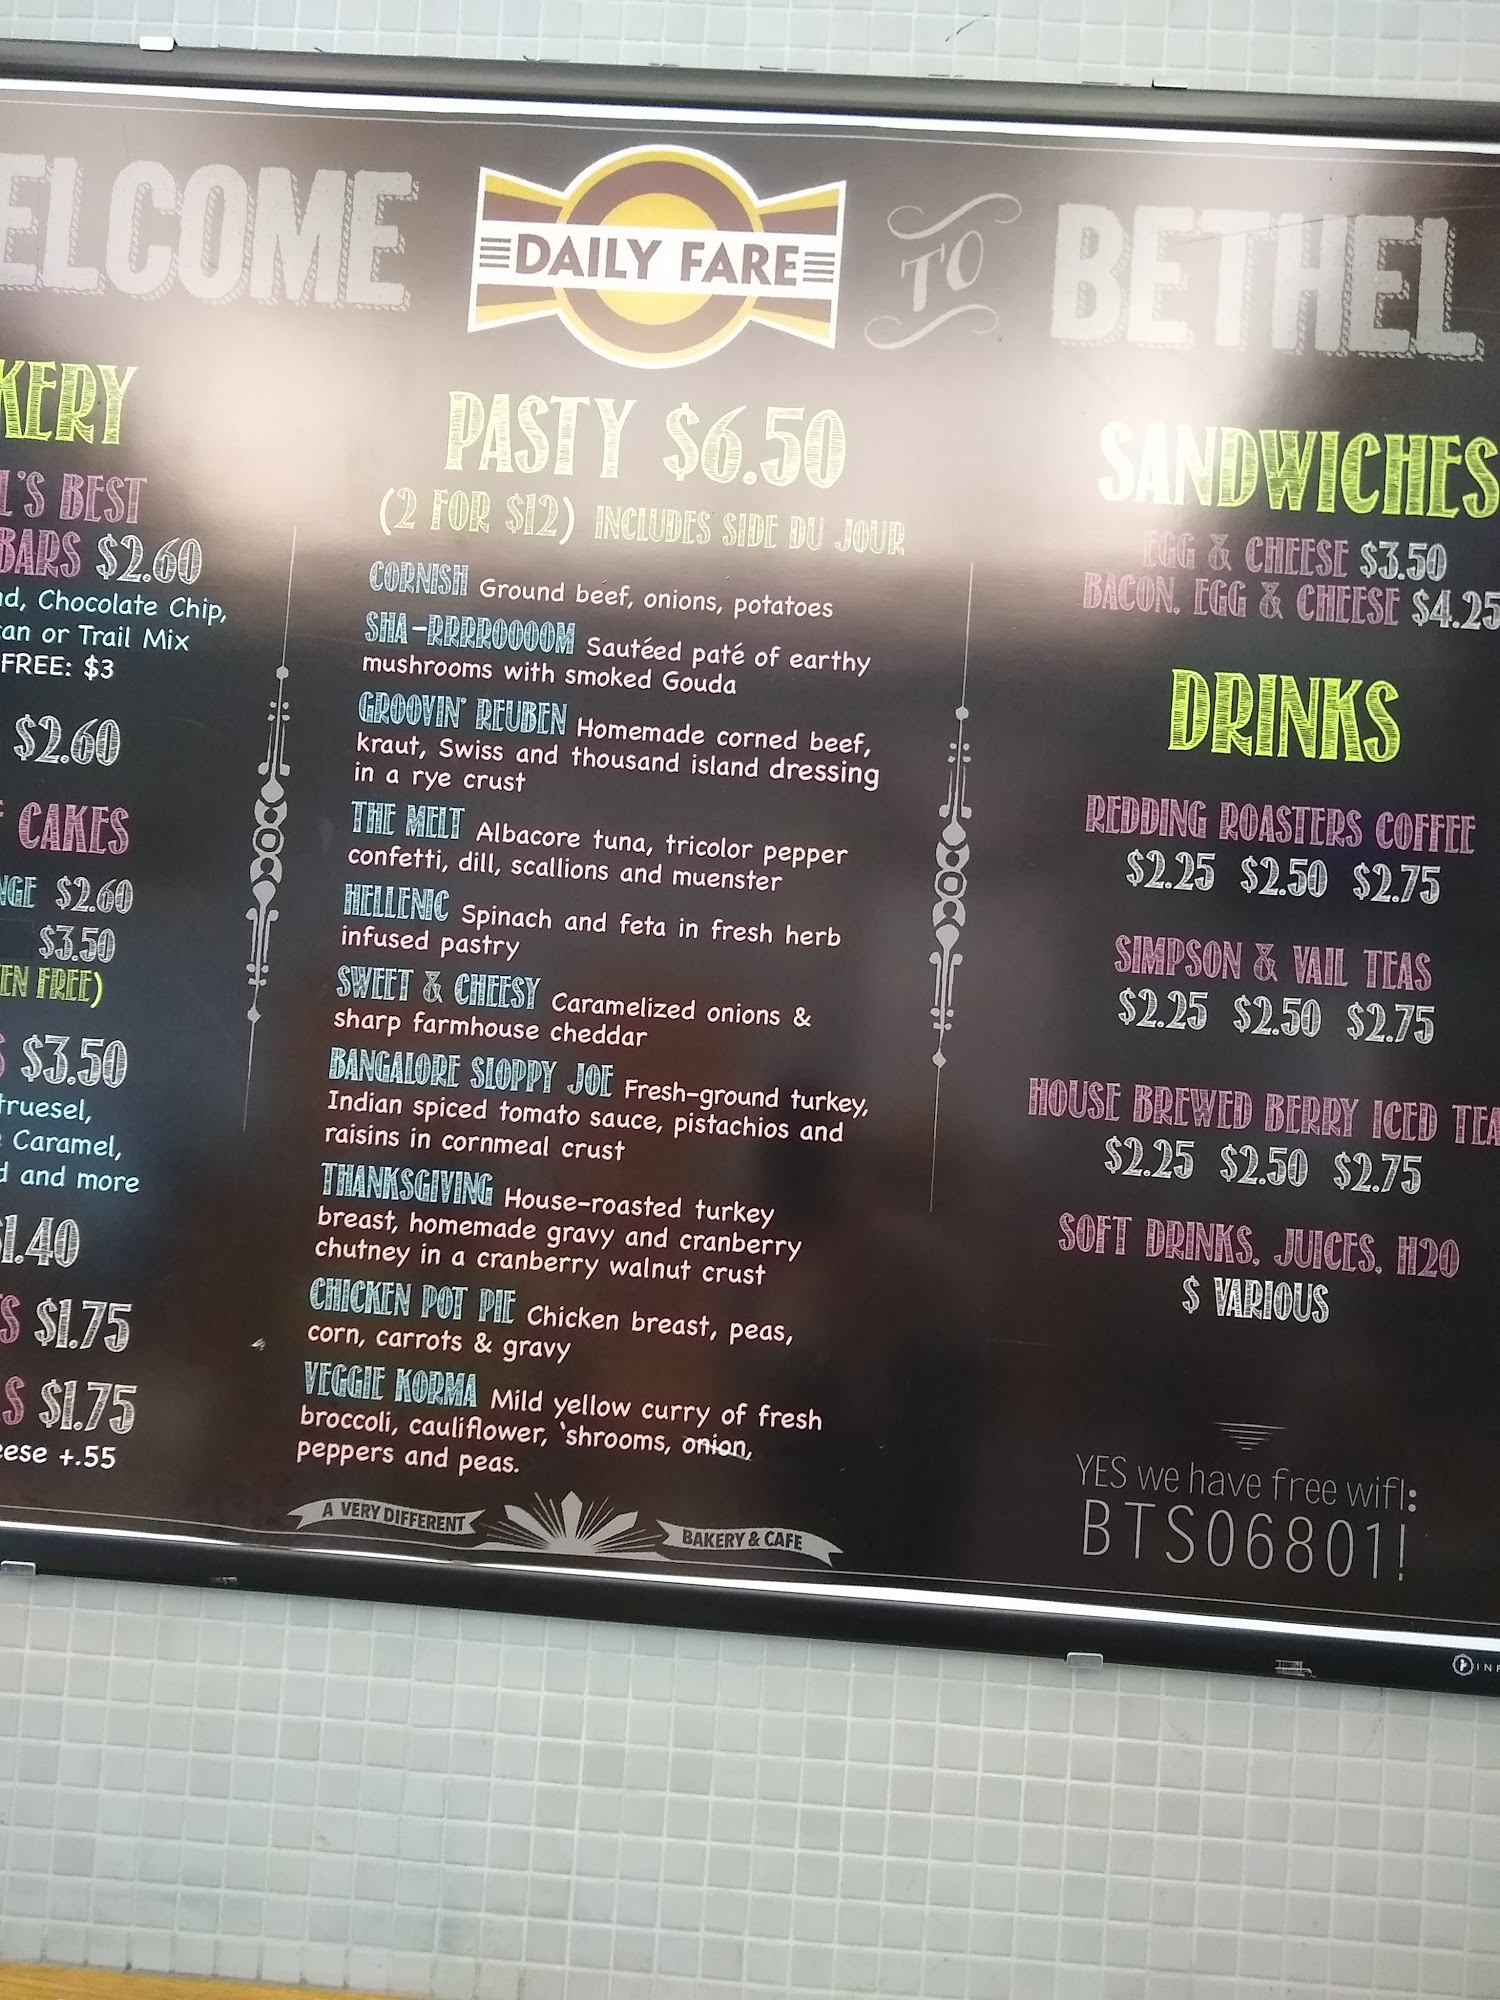 ELCOME
DAILY FARE
TO
BETHEL
KERY
L'S BEST
BARS $2.60
nd, Chocolate Chip,
can or Trail Mix
FREE: $3
$2.60
CAKES
NGE $2.60
$3.50
EN FREE)
S $3.50
truesel,
Caramel,
d and more
1.40
S $1.75
S $1.75
eese +.55
PASTY $6.50
(2 FOR $12) INCLUDES SIDE DU JOUR
CORNISH Ground beef, onions, potatoes
SHA-RRRROOOOM Sautéed paté of earthy
mushrooms with smoked Gouda
GROOVIN' REUBEN Homemade corned beef,
kraut, Swiss and thousand island dressing
in a rye crust
THE MELT Albacore tuna, tricolor pepper
confetti, dill, scallions and muenster
HELLENIC Spinach and feta in fresh herb
infused pastry
SWEET & CHEESY Caramelized onions &
sharp farmhouse cheddar
BANGALORE SLOPPY JOE Fresh-ground turkey,
Indian spiced tomato sauce, pistachios and
raisins in cornmeal crust
THANKSGIVING House-roasted turkey
breast, homemade gravy and cranberry
chutney in a cranberry walnut crust
CHICKEN POT PIE Chicken breast, peas,
corn, carrots & gravy
VEGGIE KORMA Mild yellow curry of fresh
broccoli, cauliflower, 'shrooms, onion,
peppers and peas.
A VERY DIFFERENT
BAKERY & CAFE
SANDWICHES
EGG & CHEESE $3.50
BACON, EGG & CHEESE $4.25
DRINKS
REDDING ROASTERS COFFEE
$2.25 $2.50 $2.75
SIMPSON & VAIL TEAS
$2.25 $2.50 $2.75
HOUSE BREWED BERRY ICED TEA
$2.25 $2.50 $2.75
SOFT DRINKS, JUICES, H2O
$ VARIOUS
YES we have free wifi:
BTS06801!
INF